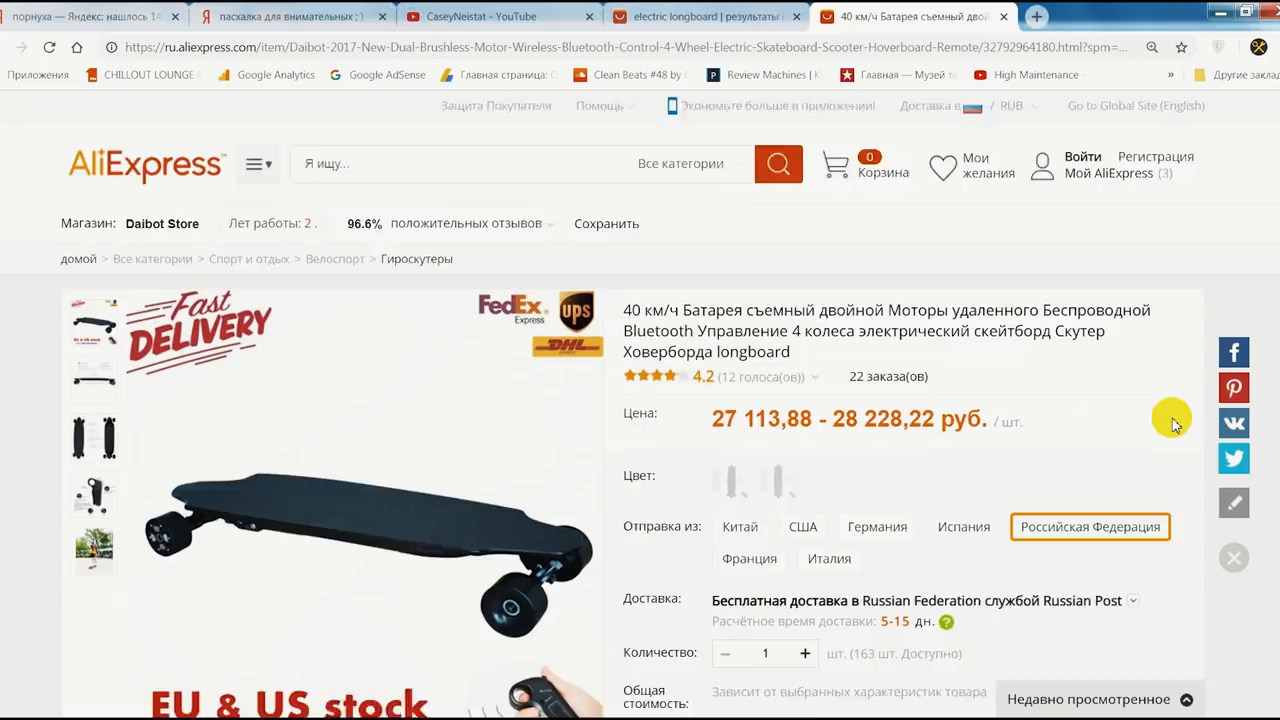 порнуха — Яндекс: нашлось 14
пасхалка для внимательных ; )
CaseyNeistat - YouTube
electric longboard | результаты
40 км/ч Батарея съемный двой
https://ru.aliexpress.com/item/Daibot-2017-New-Dual-Brushless-Motor-Wireless-Bluetooth-Control-4-Wheel-Electric-Skateboard-Scooter-Hoverboard-Remote/32792964180.html?spm=...
Приложения CHILLOUT LOUNGE Google Analytics Google AdSense Главная страница: Clean Beats #48 by Review Machines | Главная — Музей High Maintenance - » Другие заклад
Защита Покупателя Помощь Экономьте больше в приложении! Доставка в / RUB Go to Global Site (English)
AliExpress™ Я ищу... Все категории 0 Корзина Мои желания Войти Регистрация
Мой AliExpress (3)
Магазин: Daibot Store Лет работы: 2 . 96.6% положительных отзывов Сохранить
домой > Все категории > Спорт и отдых > Велоспорт > Гироскутеры
Fast
DELIVERY
FedEx
Express
ups
DHL
EU & US stock
40 км/ч Батарея съемный двойной Моторы удаленного Беспроводной
Bluetooth Управление 4 колеса электрический скейтборд Скутер
Ховерборда longboard
4.2 (12 голоса(ов)) 22 заказа(ов)
Цена: 27 113,88 - 28 228,22 руб. / шт.
Цвет:
Отправка из: Китай США Германия Испания Российская Федерация
Франция Италия
Доставка: Бесплатная доставка в Russian Federation службой Russian Post
Расчётное время доставки: 5-15 дн. ?
Количество: − 1 + шт. (163 шт. Доступно)
Общая
стоимость: Зависит от выбранных характеристик товара
Недавно просмотренное